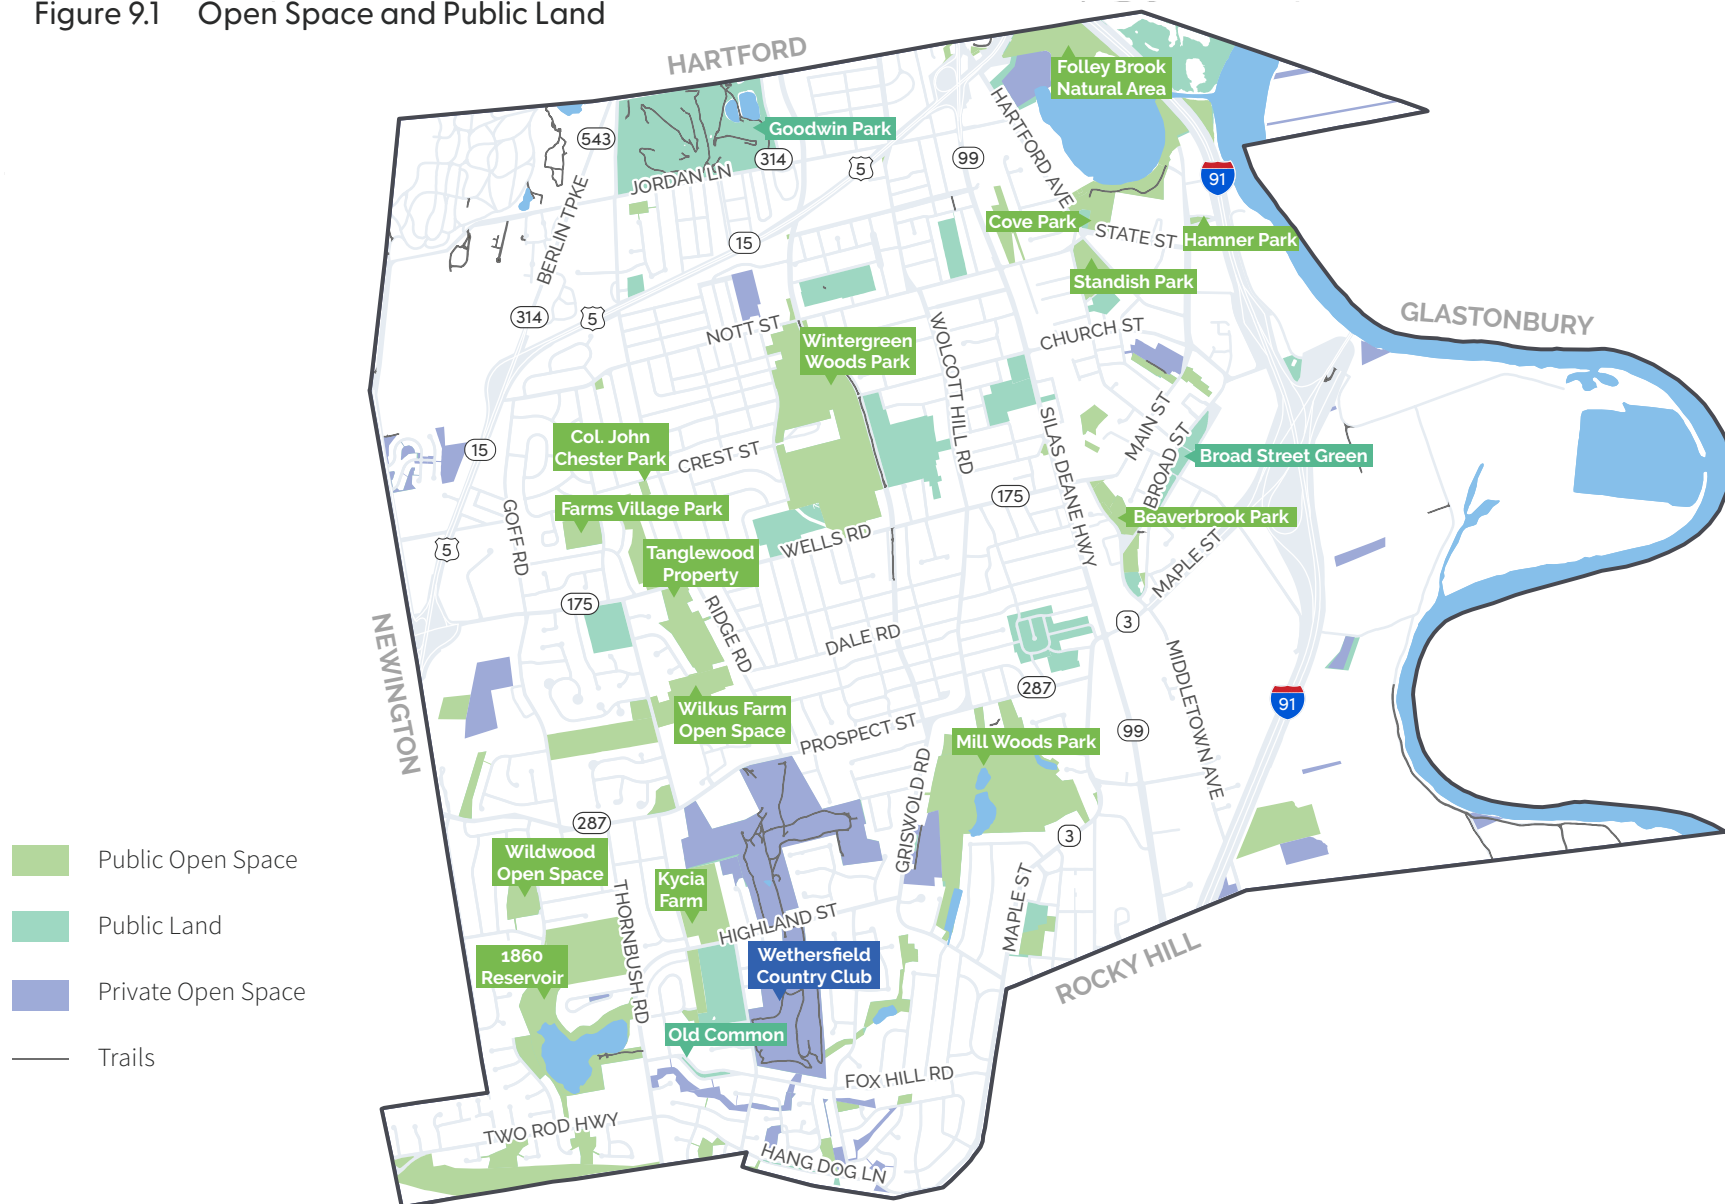 Figure 9.1 Open Space and Public Land
HARTFORD
Folley Brook
Natural Area
Goodwin Park
543
314
5
99
HARTFORD AVE
JORDAN LN
91
BERLIN TPKE
Cove Park
STATE ST
Hamner Park
15
Standish Park
314
5
NOTT ST
Wintergreen
Woods Park
WOLCOTT HILL RD
CHURCH ST
GLASTONBURY
Col. John
Chester Park
15
CREST ST
SILAS DEANE HWY
MAIN ST
BROAD ST
Broad Street Green
175
Farms Village Park
Beaverbrook Park
GOFF RD
5
WELLS RD
Tanglewood
Property
MAPLE ST
175
RIDGE RD
DALE RD
3
NEWINGTON
MIDDLETOWN AVE
287
91
Wilkus Farm
Open Space
PROSPECT ST
99
Mill Woods Park
GRISWOLD RD
287
3
Public Open Space
Wildwood
Open Space
Kycia
Farm
THORNBUSH RD
MAPLE ST
Public Land
HIGHLAND ST
1860
Reservoir
Wethersfield
Country Club
ROCKY HILL
Private Open Space
Old Common
Trails
FOX HILL RD
TWO ROD HWY
HANG DOG LN